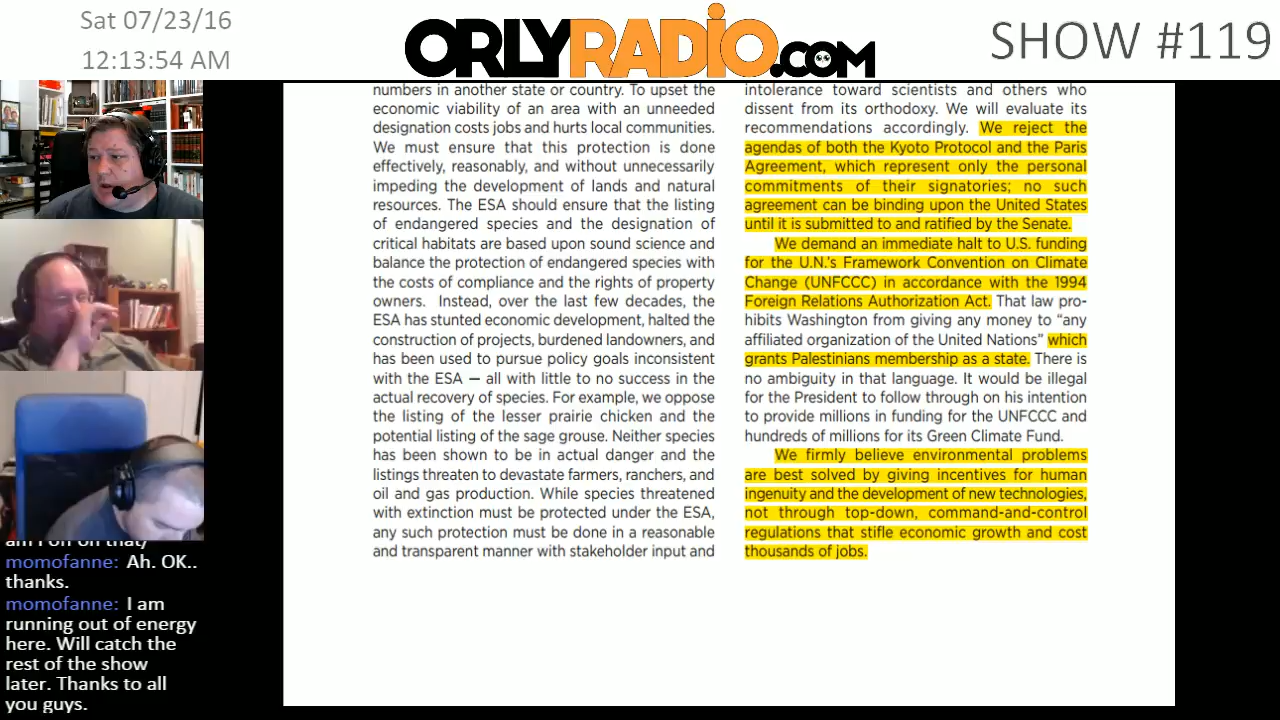 Sat 07/23/16
12:13:54 AM
ORLYRADIO.COM
SHOW #119
numbers in another state or country. To upset the
economic viability of an area with an unneeded
designation costs jobs and hurts local communities.
We must ensure that this protection is done
effectively, reasonably, and without unnecessarily
impeding the development of lands and natural
resources. The ESA should ensure that the listing
of endangered species and the designation of
critical habitats are based upon sound science and
balance the protection of endangered species with
the costs of compliance and the rights of property
owners. Instead, over the last few decades, the
ESA has stunted economic development, halted the
construction of projects, burdened landowners, and
has been used to pursue policy goals inconsistent
with the ESA — all with little to no success in the
actual recovery of species. For example, we oppose
the listing of the lesser prairie chicken and the
potential listing of the sage grouse. Neither species
has been shown to be in actual danger and the
listings threaten to devastate farmers, ranchers, and
oil and gas production. While species threatened
with extinction must be protected under the ESA,
any such protection must be done in a reasonable
and transparent manner with stakeholder input and
intolerance toward scientists and others who
dissent from its orthodoxy. We will evaluate its
recommendations accordingly. We reject the
agendas of both the Kyoto Protocol and the Paris
Agreement, which represent only the personal
commitments of their signatories; no such
agreement can be binding upon the United States
until it is submitted to and ratified by the Senate.
We demand an immediate halt to U.S. funding
for the U.N.'s Framework Convention on Climate
Change (UNFCCC) in accordance with the 1994
Foreign Relations Authorization Act. That law pro-
hibits Washington from giving any money to “any
affiliated organization of the United Nations” which
grants Palestinians membership as a state. There is
no ambiguity in that language. It would be illegal
for the President to follow through on his intention
to provide millions in funding for the UNFCCC and
hundreds of millions for its Green Climate Fund.
We firmly believe environmental problems
are best solved by giving incentives for human
ingenuity and the development of new technologies,
not through top-down, command-and-control
regulations that stifle economic growth and cost
thousands of jobs.
am I off on that/
momofanne: Ah. OK..
thanks.
momofanne: I am
running out of energy
here. Will catch the
rest of the show
later. Thanks to all
you guys.